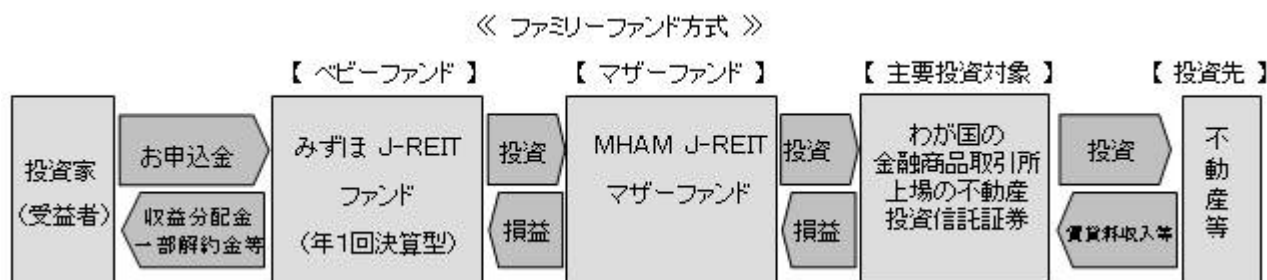 ≪ ファミリーファンド方式 ≫
【 ベビーファンド 】
【 マザーファンド 】
【 主要投資対象 】
【 投資先 】
投資家
(受益者)
お申込金
収益分配金
一部解約金等
みずほ J-REIT
ファンド
(年1回決算型)
投資
損益
MHAM J-REIT
マザーファンド
投資
損益
わが国の
金融商品取引所
上場の不動産
投資信託証券
投資
賃貸料収入等
不動産等